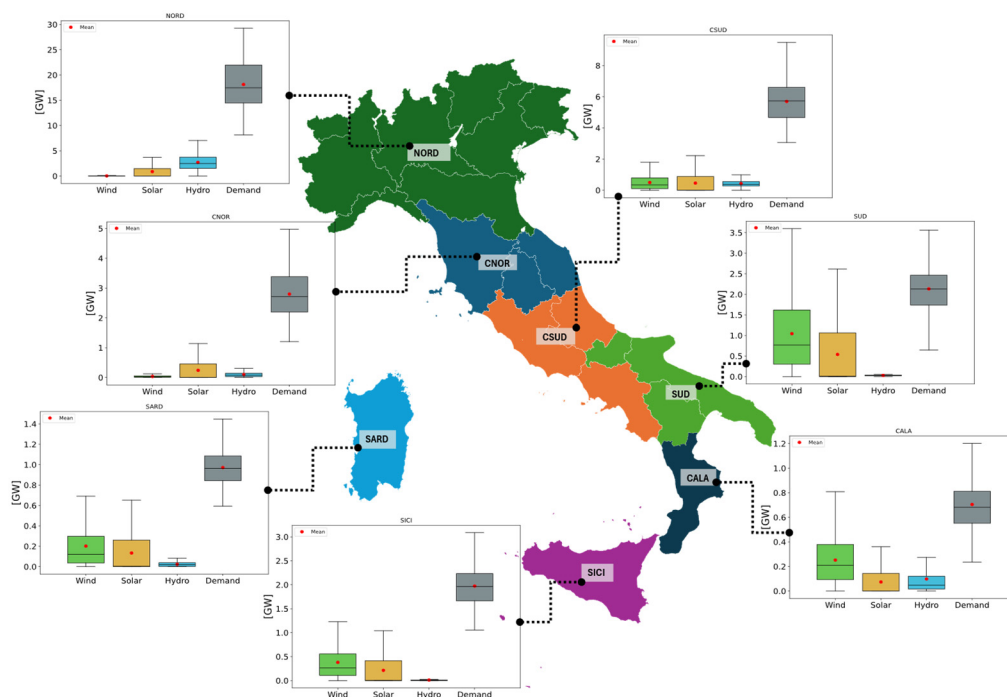 NORD
Mean
30
25
20
15
10
5
0
[GW]
Wind Solar Hydro Demand
CSUD
Mean
10
8
6
4
2
0
[GW]
Wind Solar Hydro Demand
CNOR
Mean
5
4
3
2
1
0
[GW]
Wind Solar Hydro Demand
SUD
Mean
3.5
3.0
2.5
2.0
1.5
1.0
0.5
0.0
[GW]
Wind Solar Hydro Demand
SARD
Mean
1.4
1.2
1.0
0.8
0.6
0.4
0.2
0.0
[GW]
Wind Solar Hydro Demand
CALA
Mean
1.2
1.0
0.8
0.6
0.4
0.2
0.0
[GW]
Wind Solar Hydro Demand
SICI
Mean
3.0
2.5
2.0
1.5
1.0
0.5
0.0
[GW]
Wind Solar Hydro Demand
NORD
CNOR
CSUD
SUD
SARD
CALA
SICI